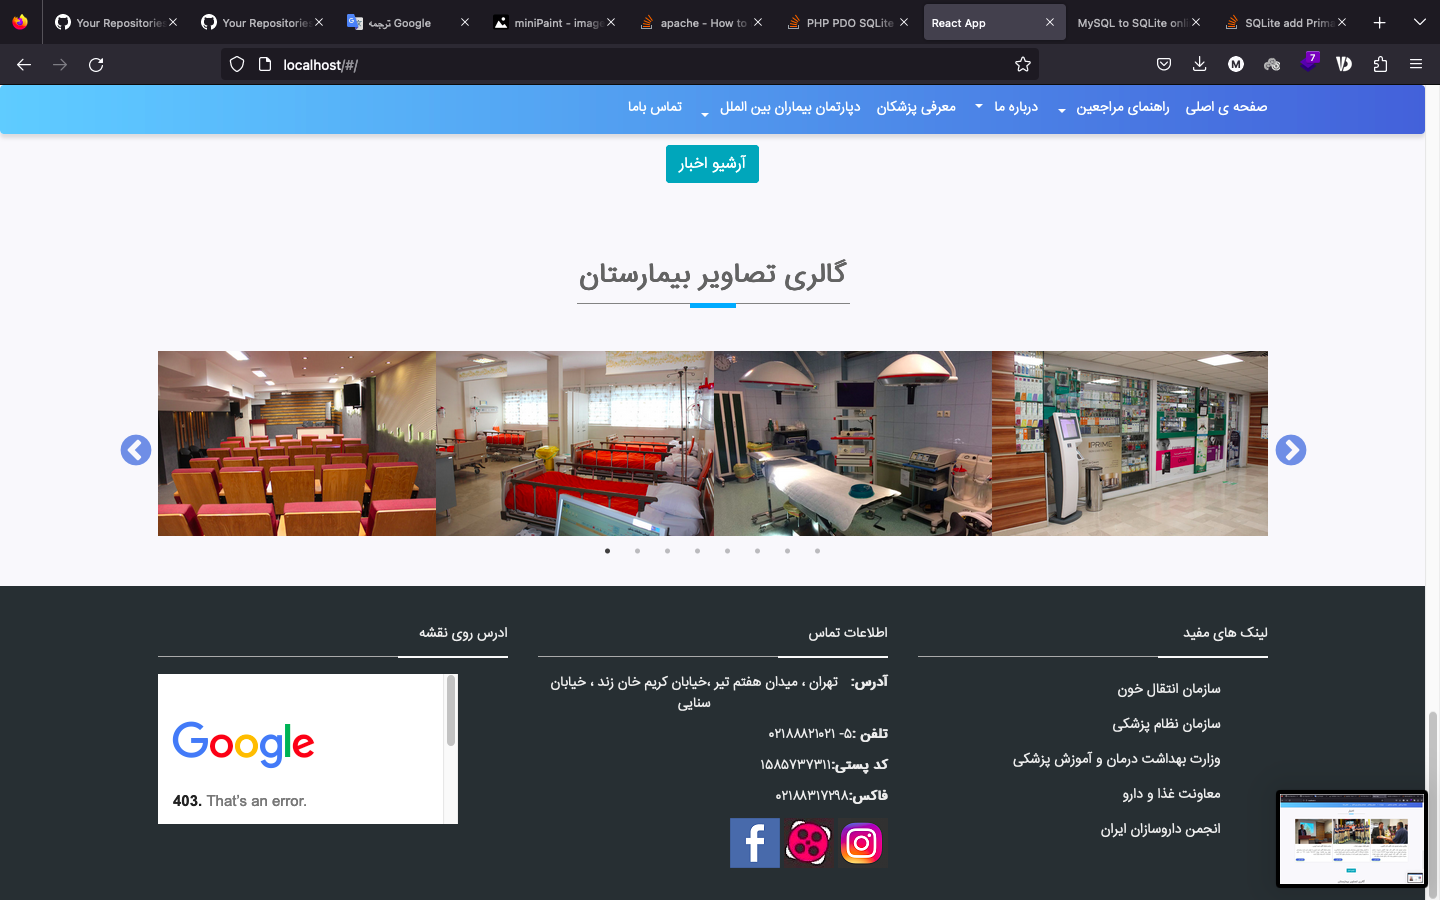 Your Repositories
Your Repositories
ترجمه Google
miniPaint - image
apache - How to
PHP PDO SQLite
React App
MySQL to SQLite onl
SQLite add Prima
localhost/#/
M
7
صفحه ی اصلی
راهنمای مراجعین
درباره ما
معرفی پزشکان
دپارتمان بیماران بین الملل
تماس باما
آرشیو اخبار
گالری تصاویر بیمارستان
PRIME
لینک های مفید
سازمان انتقال خون
سازمان نظام پزشکی
وزارت بهداشت درمان و آموزش پزشکی
معاونت غذا و دارو
انجمن داروسازان ایران
اطلاعات تماس
آدرس: تهران ، میدان هفتم تیر ،خیابان کریم خان زند ، خیابان
سنایی
تلفن :۵- ۰۲۱۸۸۸۲۱۰۲۱
کد پستی:۱۵۸۵۷۳۷۳۱۱
فاکس:۰۲۱۸۸۳۱۷۲۹۸
ادرس روی نقشه
Google
403. That's an error.